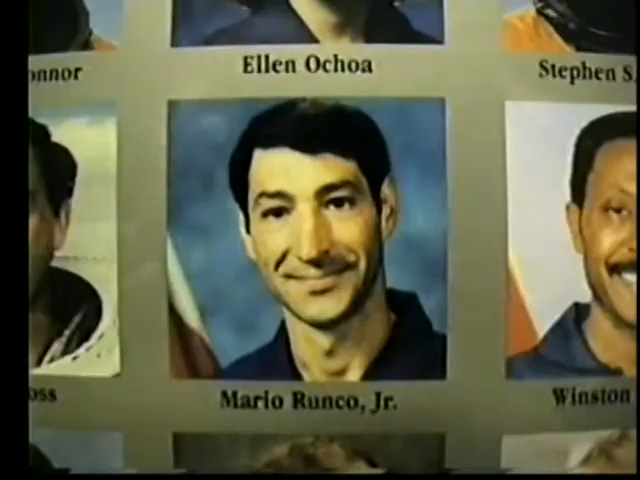 onnor
Ellen Ochoa
Stephen S.
oss
Mario Runco, Jr.
Winston